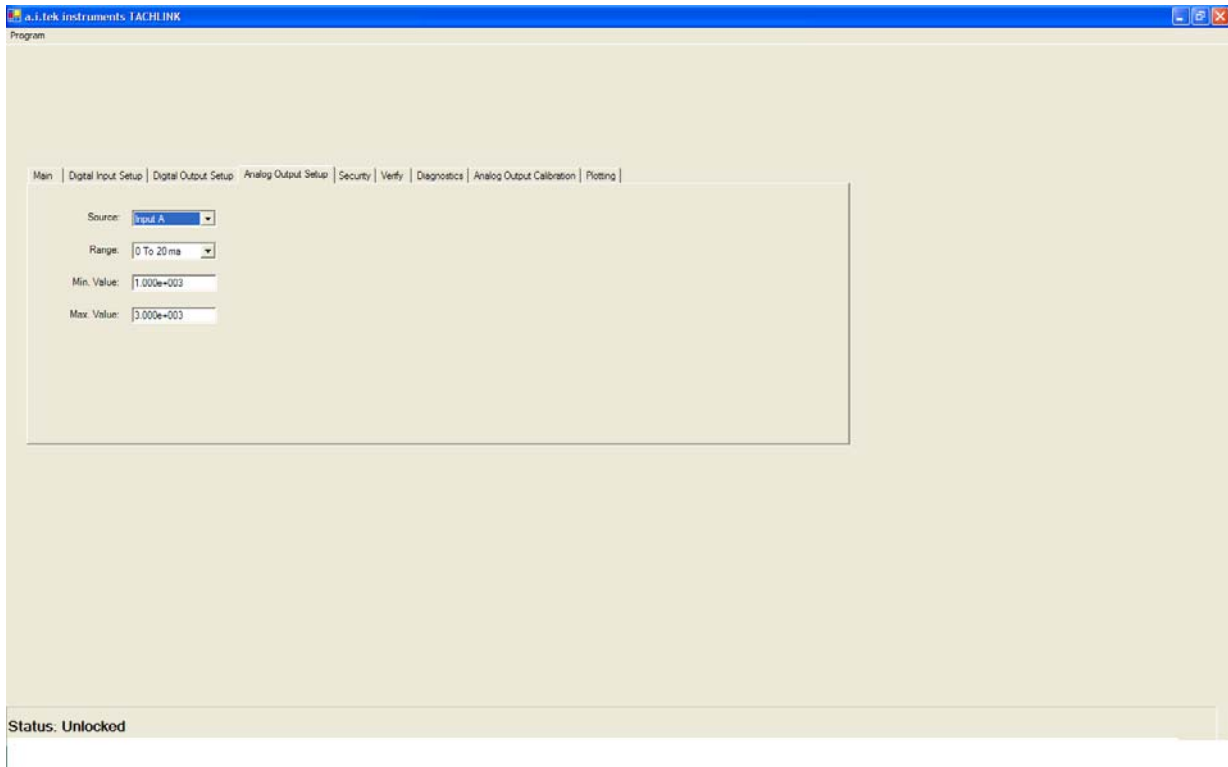 a.i.tek instruments TACHLINK
Program
Main Digital Input Setup Digital Output Setup Analog Output Setup Security Verify Diagnostics Analog Output Calibration Plotting
Source: Input A
Range: 0 To 20 ma
Min. Value: 1.000e+003
Max. Value: 3.000e+003
Status: Unlocked